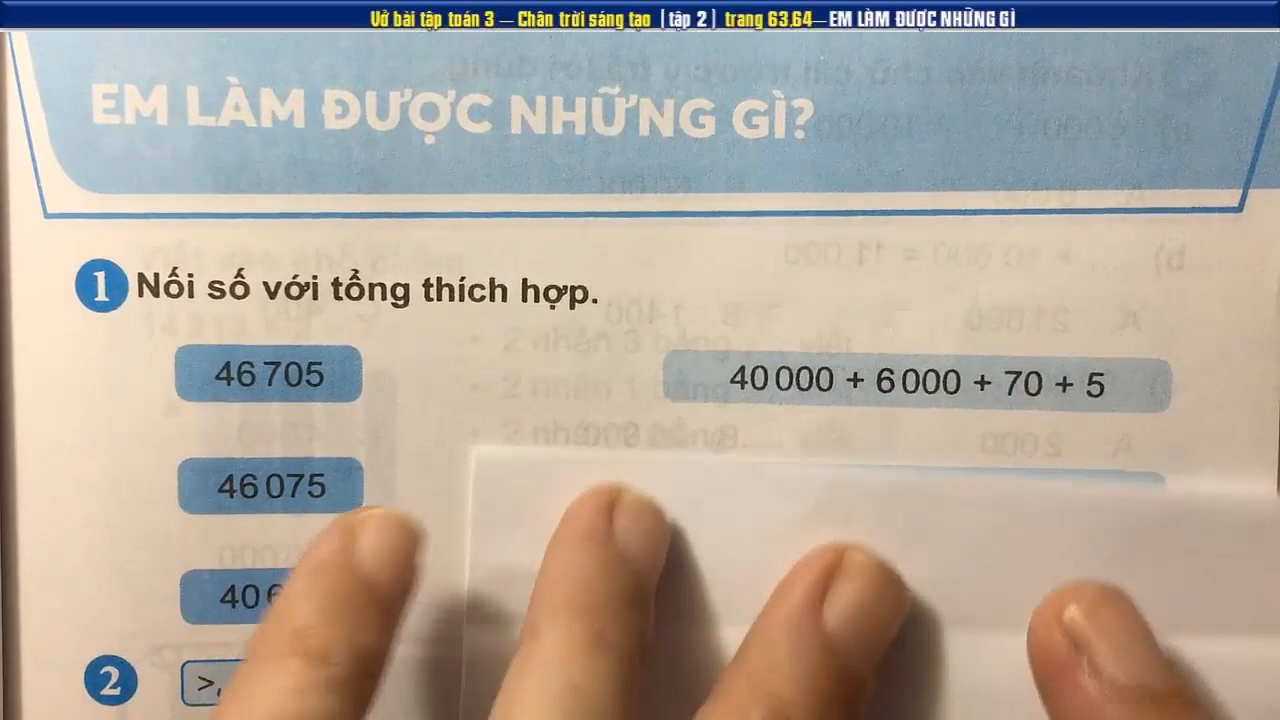 Vở bài tập toán 3 – Chân trời sáng tạo [tập 2] trang 63,64– EM LÀM ĐƯỢC NHỮNG GÌ
EM LÀM ĐƯỢC NHỮNG GÌ?
1 Nối số với tổng thích hợp.
46 705
40 000 + 6 000 + 70 + 5
46 075
2